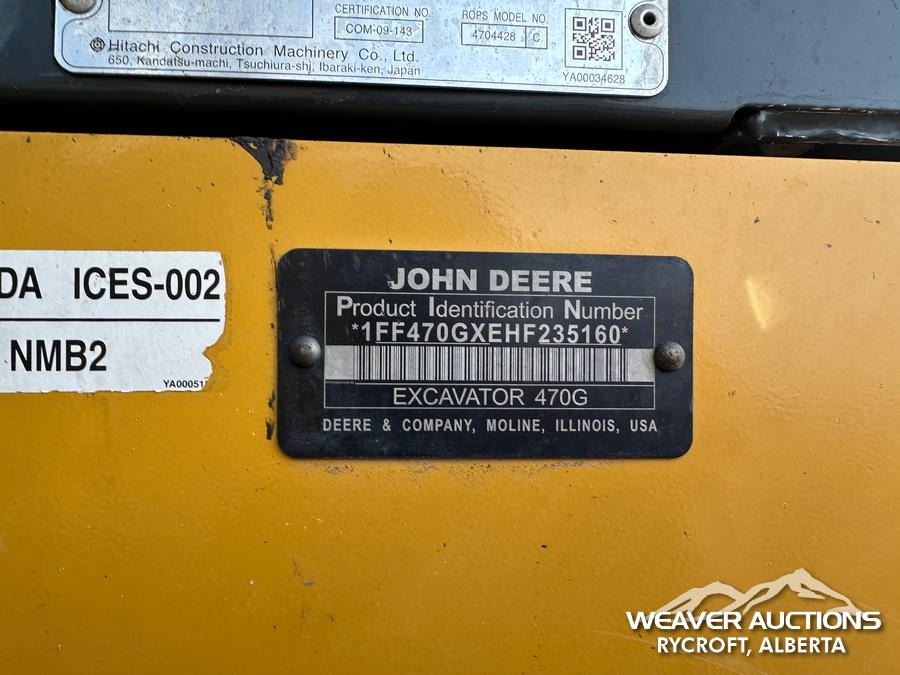 CERTIFICATION NO. ROPS MODEL NO.
COM-09-143 4704428 C
Hitachi Construction Machinery Co., Ltd.
650, Kandatsu-machi, Tsuchiura-shi, Ibaraki-ken, Japan
YA00034628
DA ICES-002
NMB2
YA00051
JOHN DEERE
Product Identification Number
*1FF470GXEHF235160*
EXCAVATOR 470G
DEERE & COMPANY, MOLINE, ILLINOIS, USA
WEAVER AUCTIONS
RYCROFT, ALBERTA